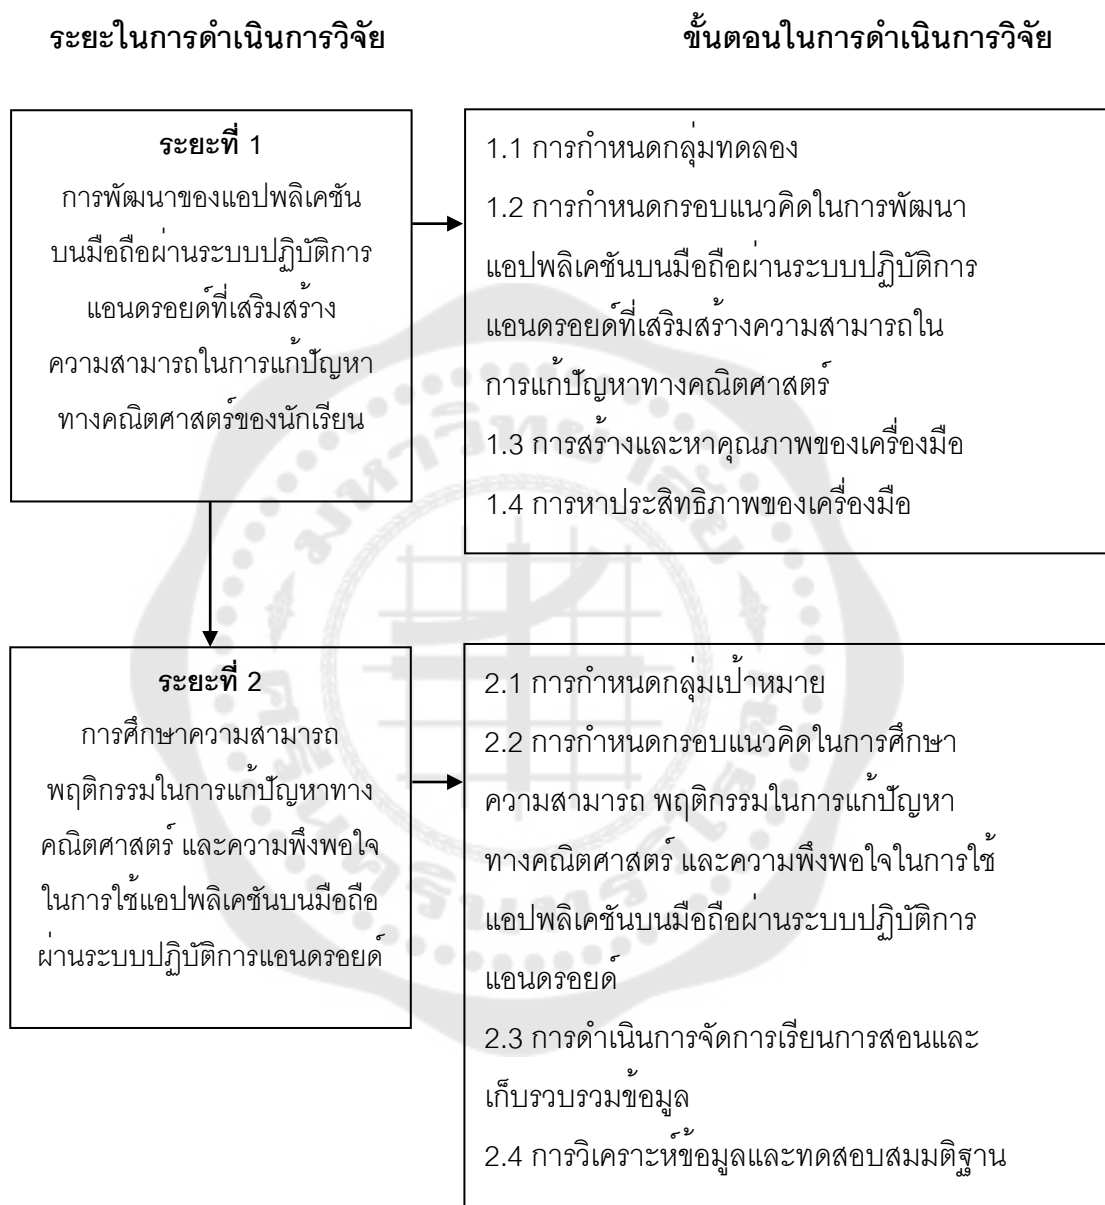 ระยะในการดำเนินการวิจัย
ขั้นตอนในการดำเนินการวิจัย
ระยะที่ 1
การพัฒนาของแอปพลิเคชัน
บนมือถือผ่านระบบปฏิบัติการ
แอนดรอยด์ที่เสริมสร้าง
ความสามารถในการแก้ปัญหา
ทางคณิตศาสตร์ของนักเรียน
1.1 การกำหนดกลุ่มทดลอง
1.2 การกำหนดกรอบแนวคิดในการพัฒนา
แอปพลิเคชันบนมือถือผ่านระบบปฏิบัติการ
แอนดรอยด์ที่เสริมสร้างความสามารถใน
การแก้ปัญหาทางคณิตศาสตร์
1.3 การสร้างและหาคุณภาพของเครื่องมือ
1.4 การหาประสิทธิภาพของเครื่องมือ
ระยะที่ 2
การศึกษาความสามารถ
พฤติกรรมในการแก้ปัญหาทาง
คณิตศาสตร์ และความพึงพอใจ
ในการใช้แอปพลิเคชันบนมือถือ
ผ่านระบบปฏิบัติการแอนดรอยด์
2.1 การกำหนดกลุ่มเป้าหมาย
2.2 การกำหนดกรอบแนวคิดในการศึกษา
ความสามารถ พฤติกรรมในการแก้ปัญหา
ทางคณิตศาสตร์ และความพึงพอใจในการใช้
แอปพลิเคชันบนมือถือผ่านระบบปฏิบัติการ
แอนดรอยด์
2.3 การดำเนินการจัดการเรียนการสอนและ
เก็บรวบรวมข้อมูล
2.4 การวิเคราะห์ข้อมูลและทดสอบสมมติฐาน
มหาวิทยาลัย
ศรีนครินทรวิโรฒ